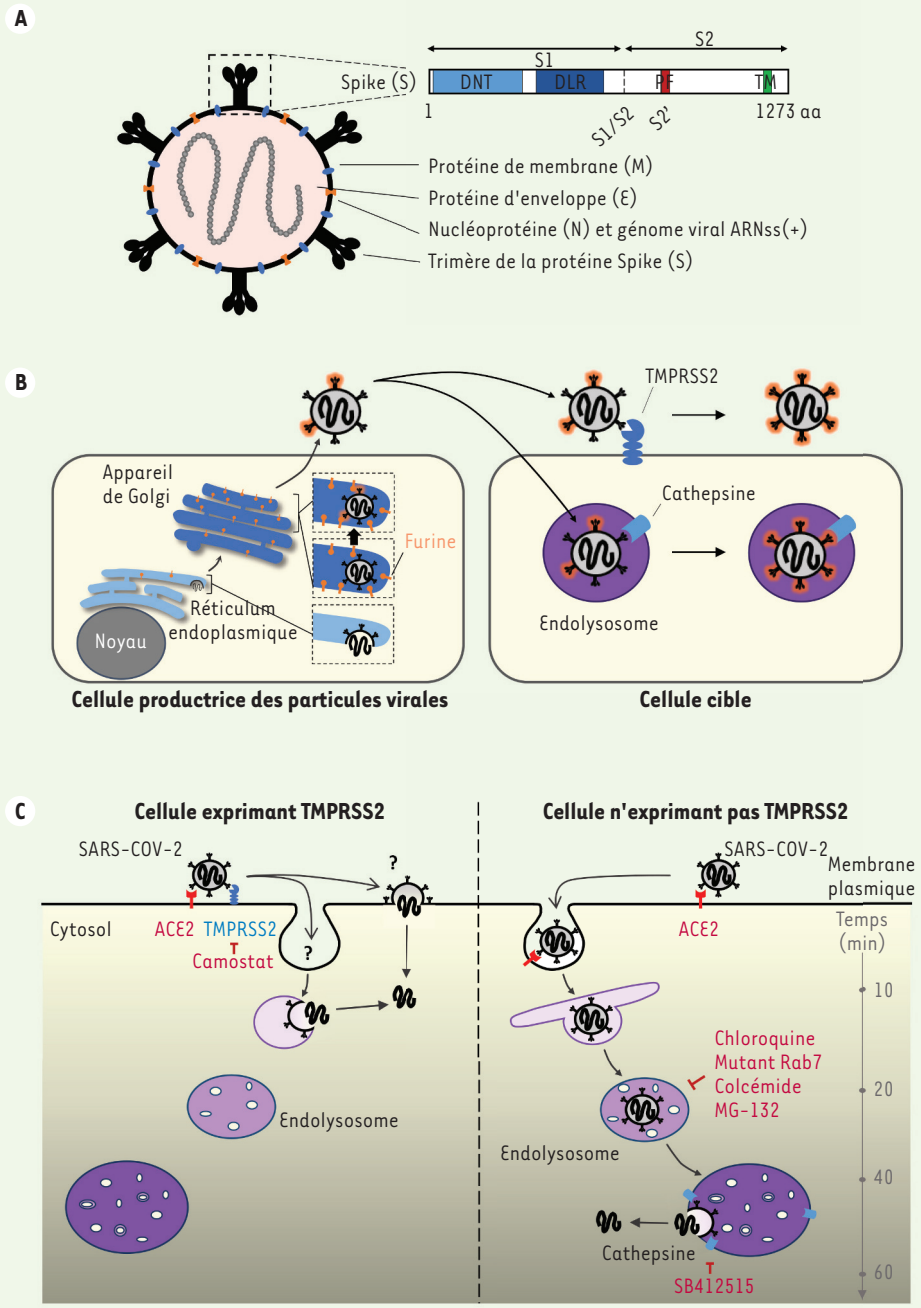 A
S1
S2
Spike (S)
DNT
DLR
PF
TM
1
S1/S2
S2'
1273 aa
Protéine de membrane (M)
Protéine d'enveloppe (E)
Nucléoprotéine (N) et génome viral ARNss(+)
Trimère de la protéine Spike (S)
B
TMPRSS2
Appareil
de Golgi
Furine
Réticulum
endoplasmique
Noyau
Cathepsine
Endolysosome
Cellule productrice des particules virales
Cellule cible
C
Cellule exprimant TMPRSS2
SARS-COV-2
?
Cytosol
ACE2
TMPRSS2
?
Camostat
Endolysosome
Cellule n'exprimant pas TMPRSS2
SARS-COV-2
Membrane
plasmique
ACE2
Temps
(min)
10
Chloroquine
Mutant Rab7
Colcémide
MG-132
20
Endolysosome
40
Cathepsine
SB412515
60